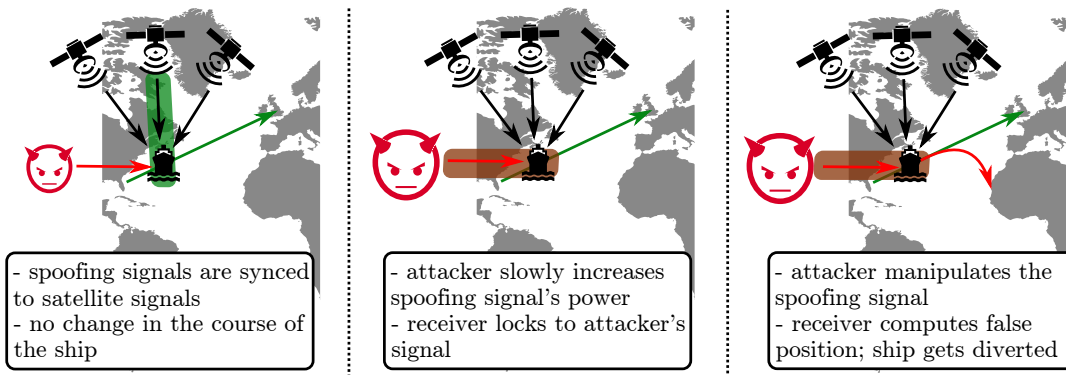 - spoofing signals are synced
to satellite signals
- no change in the course of
the ship
- attacker slowly increases
spoofing signal's power
- receiver locks to attacker's
signal
- attacker manipulates the
spoofing signal
- receiver computes false
position; ship gets diverted